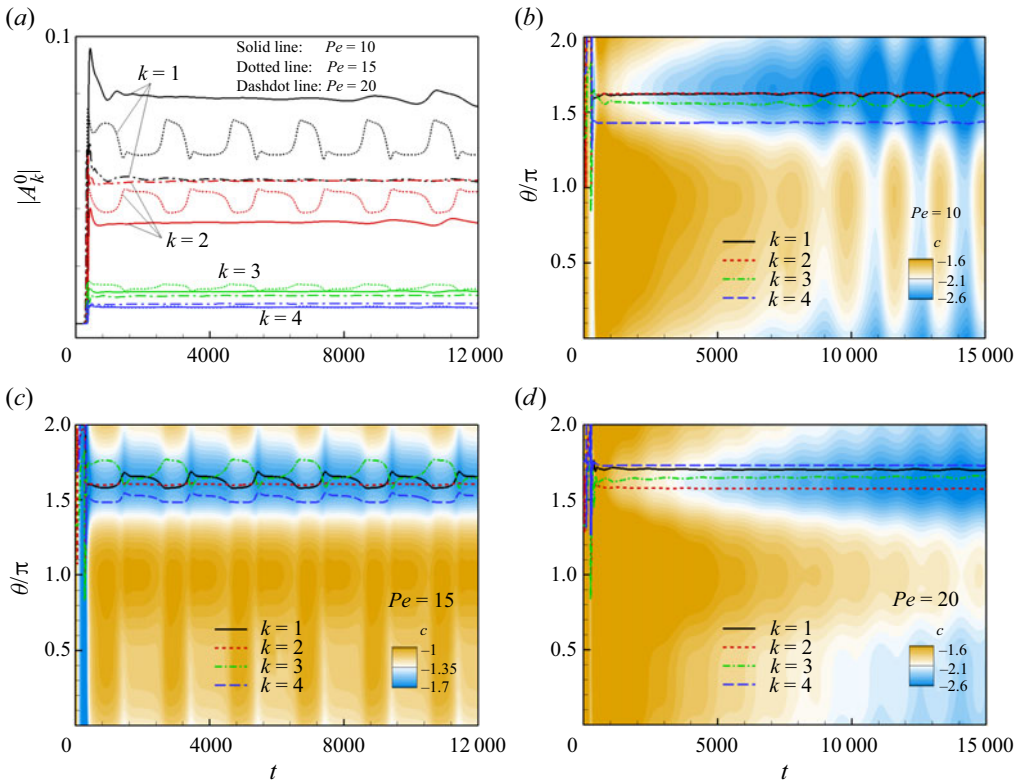 (a)
0.1
Solid line: Pe = 10
Dotted line: Pe = 15
Dashdot line: Pe = 20
k = 1
|A_k^0|
k = 2
k = 3
k = 4
0 4000 8000 12 000
(b)
2.0
1.5
θ/π
1.0
0.5
Pe = 10
c
k = 1
k = 2
k = 3
k = 4
−1.6
−2.1
−2.6
0 5000 10 000 15 000
(c)
2.0
1.5
θ/π
1.0
0.5
Pe = 15
c
k = 1
k = 2
k = 3
k = 4
−1
−1.35
−1.7
0 4000 8000 12 000
t
(d)
2.0
1.5
1.0
0.5
Pe = 20
c
k = 1
k = 2
k = 3
k = 4
−1.6
−2.1
−2.6
0 5000 10 000 15 000
t